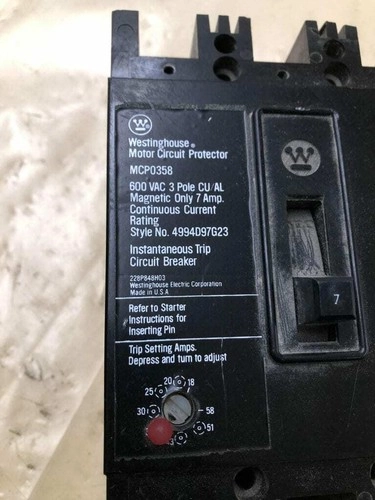 W
Westinghouse®
Motor Circuit Protector
MCP0358
600 VAC 3 Pole CU/AL
Magnetic Only 7 Amp.
Continuous Current
Rating
Style No. 4994D97G23
Instantaneous Trip
Circuit Breaker
228P848H03
Westinghouse Electric Corporation
Made in U.S.A
Refer to Starter
Instructions for
Inserting Pin
Trip Setting Amps.
Depress and turn to adjust
20 18
25
30 58
51
W
7